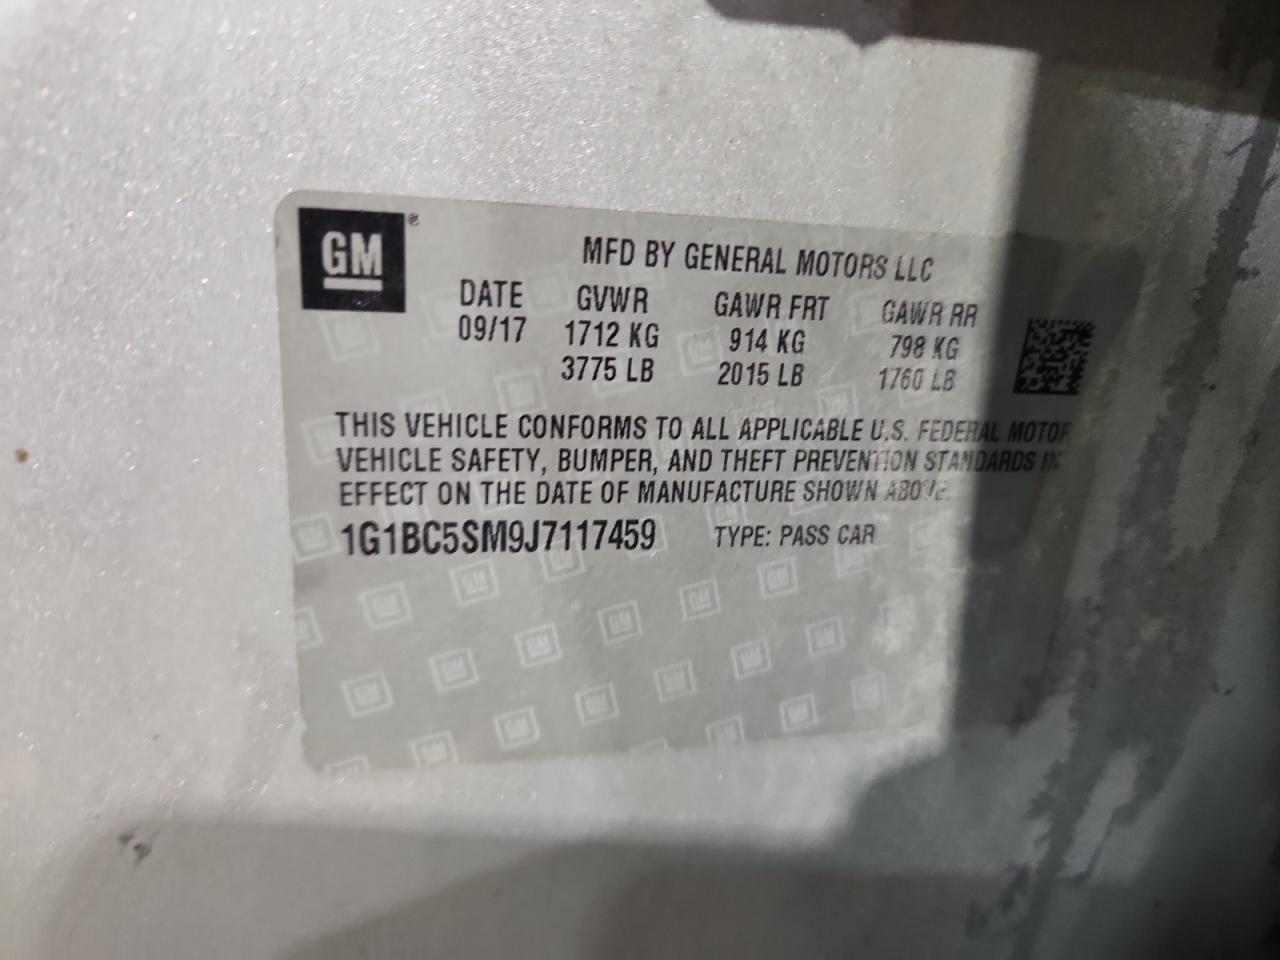 GM ®
MFD BY GENERAL MOTORS LLC
DATE GVWR GAWR FRT GAWR RR
09/17 1712 KG 914 KG 798 KG
3775 LB 2015 LB 1760 LB
THIS VEHICLE CONFORMS TO ALL APPLICABLE U.S. FEDERAL MOTOR
VEHICLE SAFETY, BUMPER, AND THEFT PREVENTION STANDARDS IN
EFFECT ON THE DATE OF MANUFACTURE SHOWN ABOVE.
1G1BC5SM9J7117459 TYPE: PASS CAR